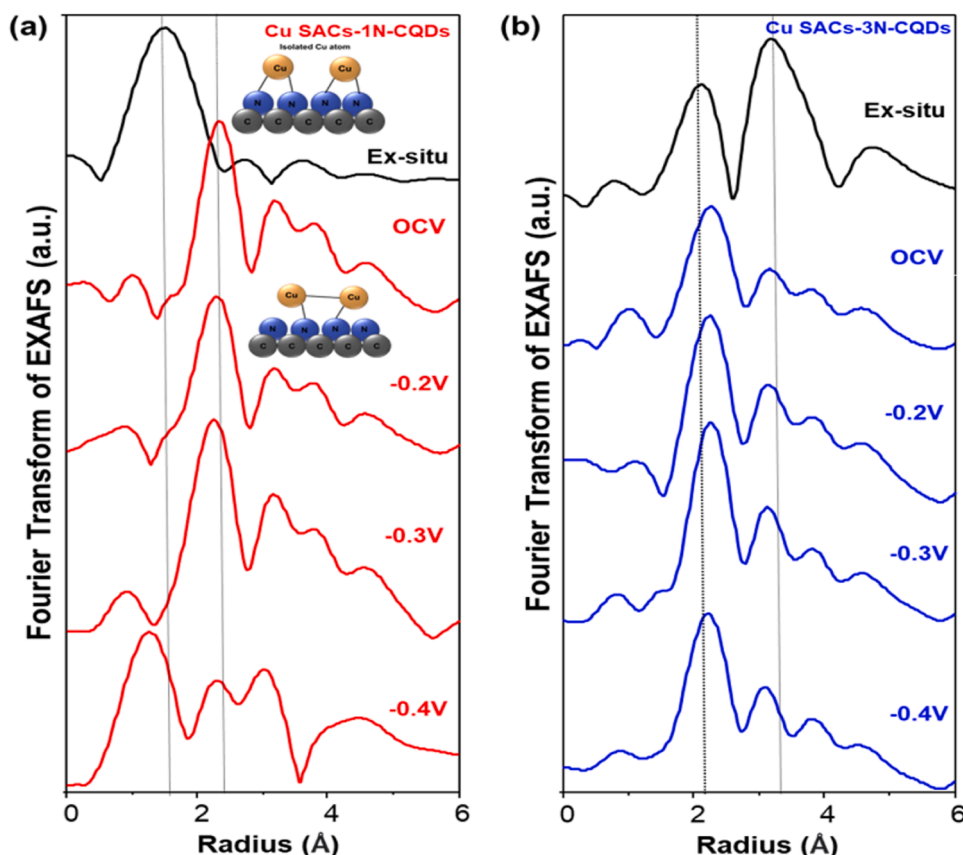 (a)
Cu SACs-1N-CQDs
Isolated Cu atom
Cu Cu
N N N N
C C C C C
Ex-situ
OCV
Cu Cu
N N N N
C C C C C
-0.2V
-0.3V
-0.4V
Fourier Transform of EXAFS (a.u.)
0 2 4 6
Radius (Å)
(b)
Cu SACs-3N-CQDs
Ex-situ
OCV
-0.2V
-0.3V
-0.4V
Fourier Transform of EXAFS (a.u.)
0 2 4 6
Radius (Å)